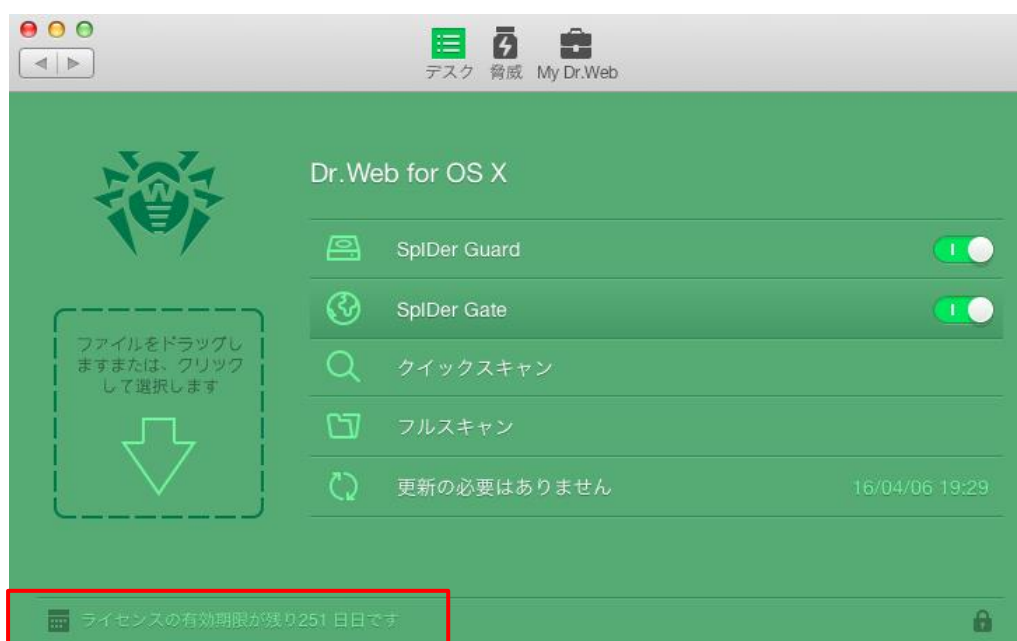 デスク 脅威 My Dr.Web
Dr.Web for OS X
SpIDer Guard
SpIDer Gate
ファイルをドラッグし
ますまたは、クリック
して選択します
クイックスキャン
フルスキャン
更新の必要はありません 16/04/06 19:29
ライセンスの有効期限が残り251 日日です